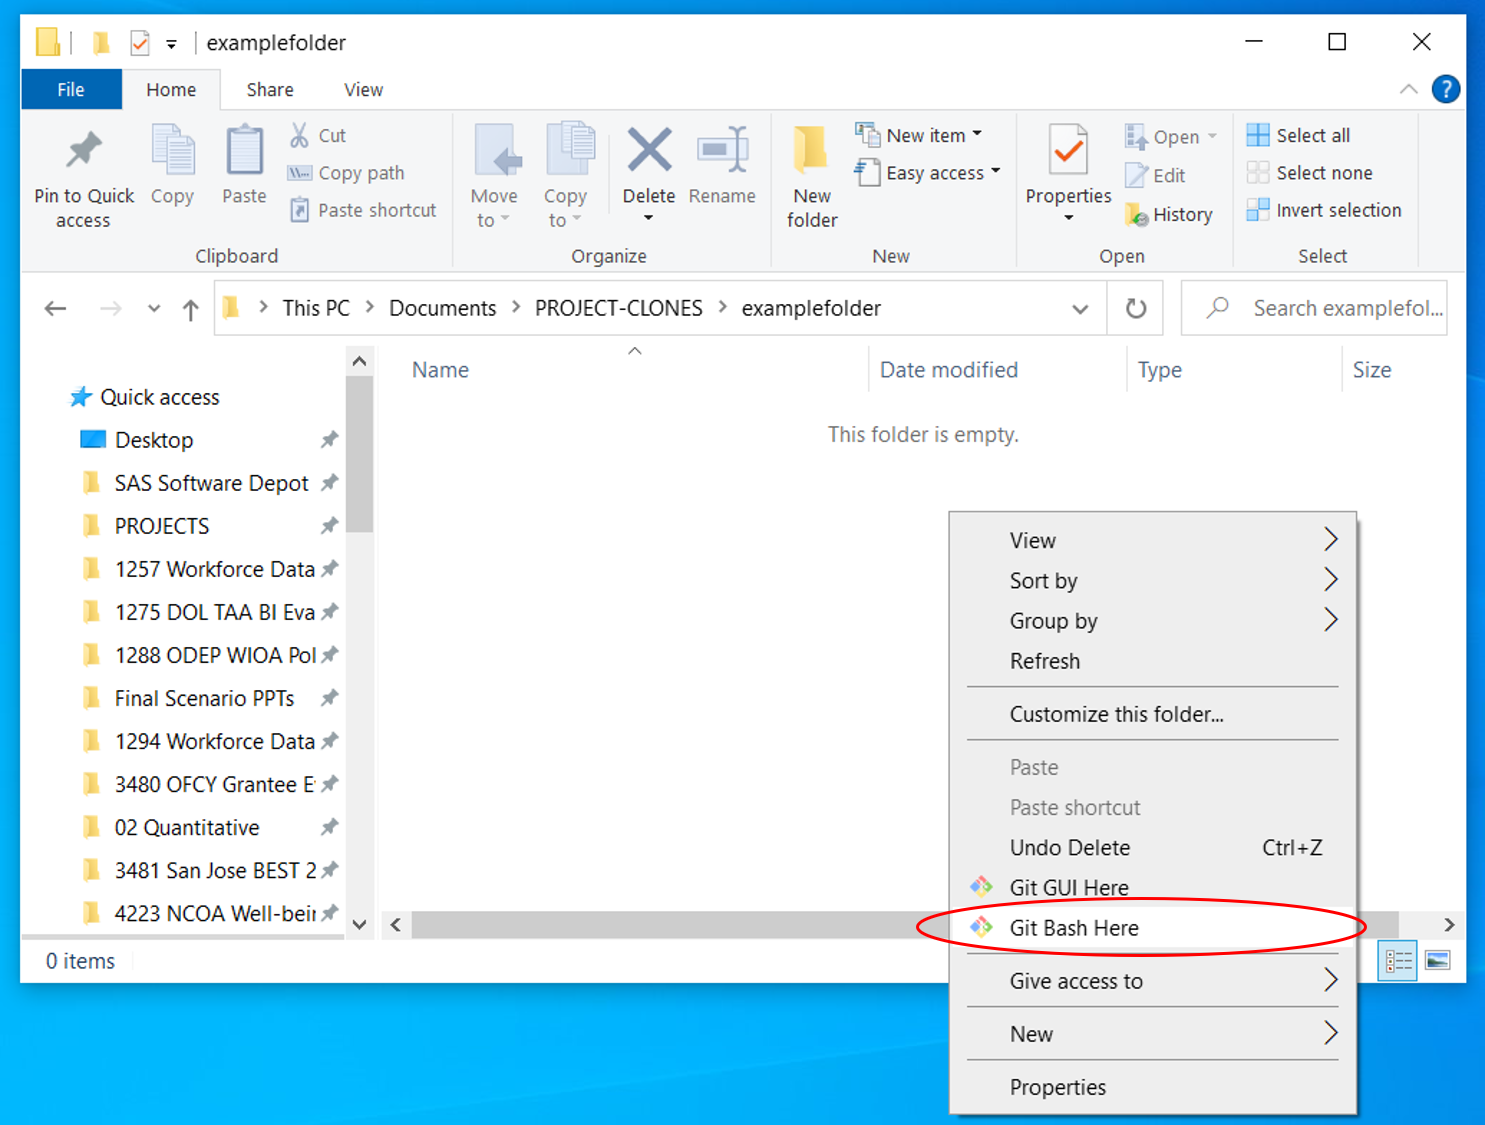 examplefolder
File
Home
Share
View
?
Pin to Quick
access
Copy
Paste
Cut
Copy path
Paste shortcut
Clipboard
Move
to
Copy
to
Delete
Rename
Organize
New
folder
New item
Easy access
New
Properties
Open
Edit
History
Open
Select all
Select none
Invert selection
Select
This PC > Documents > PROJECT-CLONES > examplefolder
Search examplefol...
Name
Date modified
Type
Size
This folder is empty.
Quick access
Desktop
SAS Software Depot
PROJECTS
1257 Workforce Data
1275 DOL TAA BI Eva
1288 ODEP WIOA Pol
Final Scenario PPTs
1294 Workforce Data
3480 OFCY Grantee E
02 Quantitative
3481 San Jose BEST 2
4223 NCOA Well-bein
0 items
View
Sort by
Group by
Refresh
Customize this folder...
Paste
Paste shortcut
Undo Delete Ctrl+Z
Git GUI Here
Git Bash Here
Give access to
New
Properties